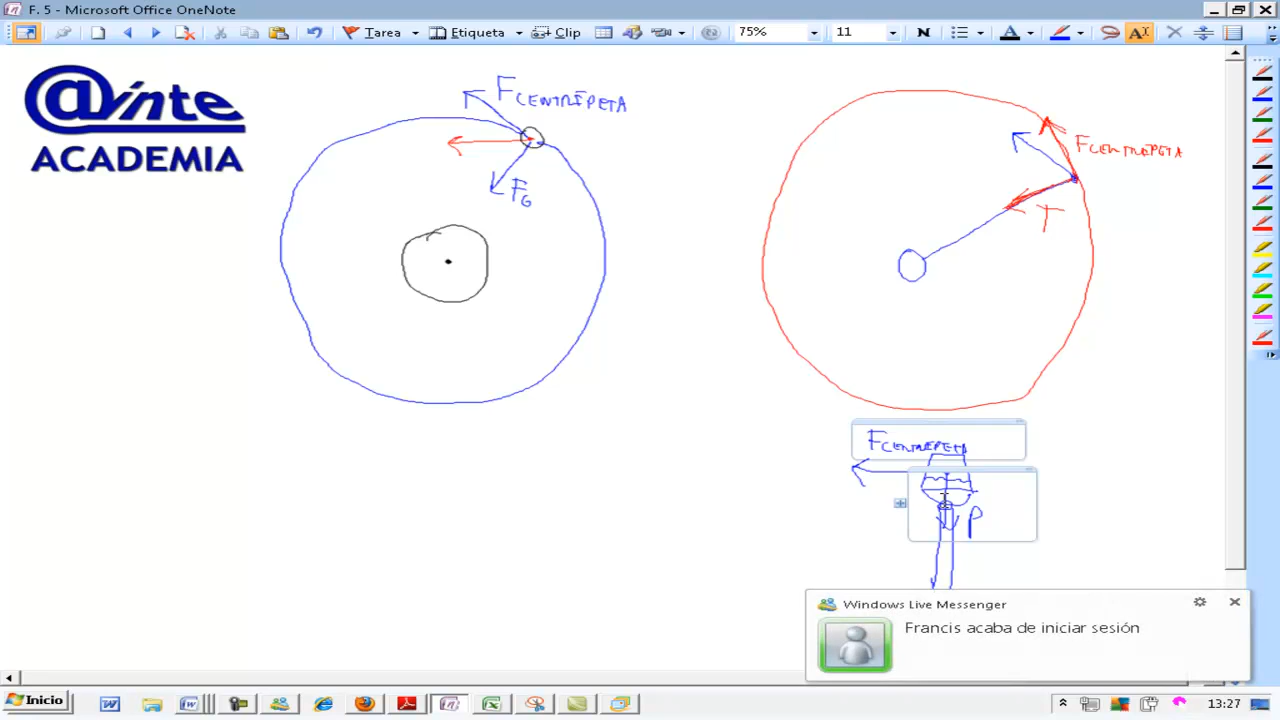 F. 5 - Microsoft Office OneNote
Tarea
Etiqueta
Clip
75%
11
N
A
A
@ainte
ACADEMIA
FCENTRÍPETA
FG
FCENTRÍPETA
T
FCENTRÍPETA
P
Windows Live Messenger
Francis acaba de iniciar sesión
Inicio
13:27